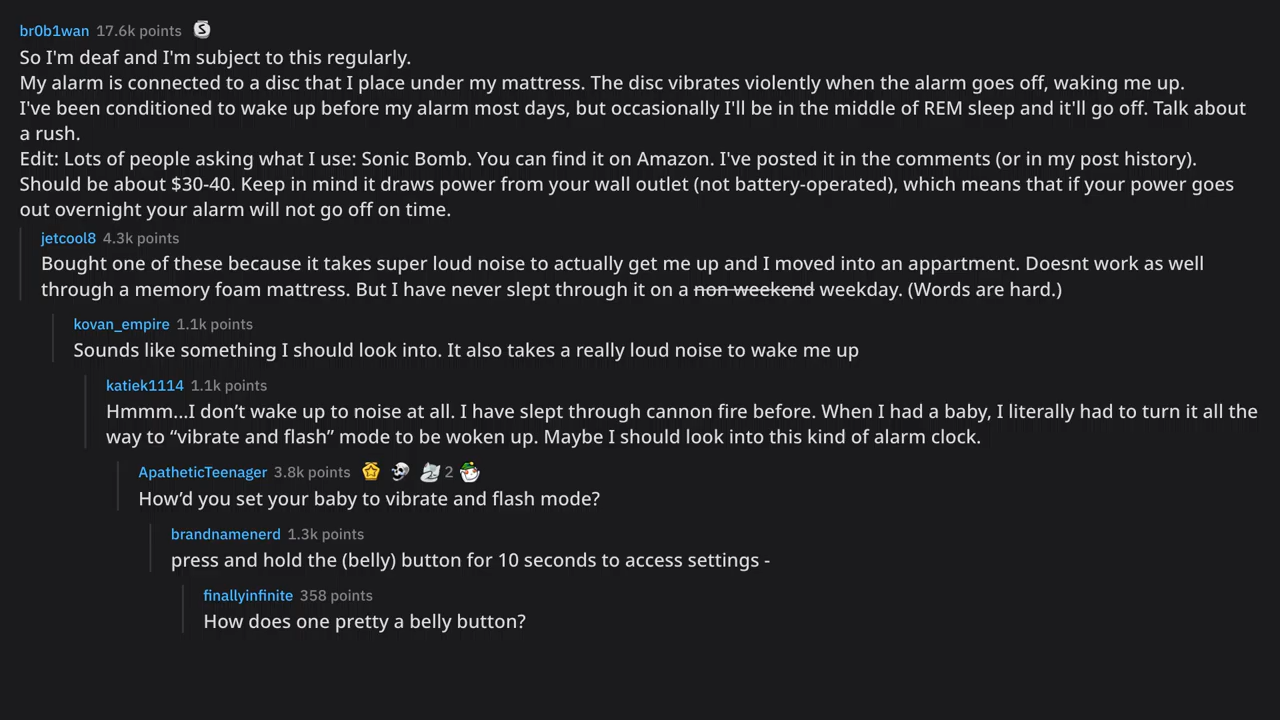 br0b1wan 17.6k points
So I'm deaf and I'm subject to this regularly.
My alarm is connected to a disc that I place under my mattress. The disc vibrates violently when the alarm goes off, waking me up.
I've been conditioned to wake up before my alarm most days, but occasionally I'll be in the middle of REM sleep and it'll go off. Talk about
a rush.
Edit: Lots of people asking what I use: Sonic Bomb. You can find it on Amazon. I've posted it in the comments (or in my post history).
Should be about $30-40. Keep in mind it draws power from your wall outlet (not battery-operated), which means that if your power goes
out overnight your alarm will not go off on time.
jetcool8 4.3k points
Bought one of these because it takes super loud noise to actually get me up and I moved into an appartment. Doesnt work as well
through a memory foam mattress. But I have never slept through it on a non weekend weekday. (Words are hard.)
kovan_empire 1.1k points
Sounds like something I should look into. It also takes a really loud noise to wake me up
katiek1114 1.1k points
Hmmm...I don’t wake up to noise at all. I have slept through cannon fire before. When I had a baby, I literally had to turn it all the
way to “vibrate and flash” mode to be woken up. Maybe I should look into this kind of alarm clock.
ApatheticTeenager 3.8k points 2
How’d you set your baby to vibrate and flash mode?
brandnamenerd 1.3k points
press and hold the (belly) button for 10 seconds to access settings -
finallyinfinite 358 points
How does one pretty a belly button?